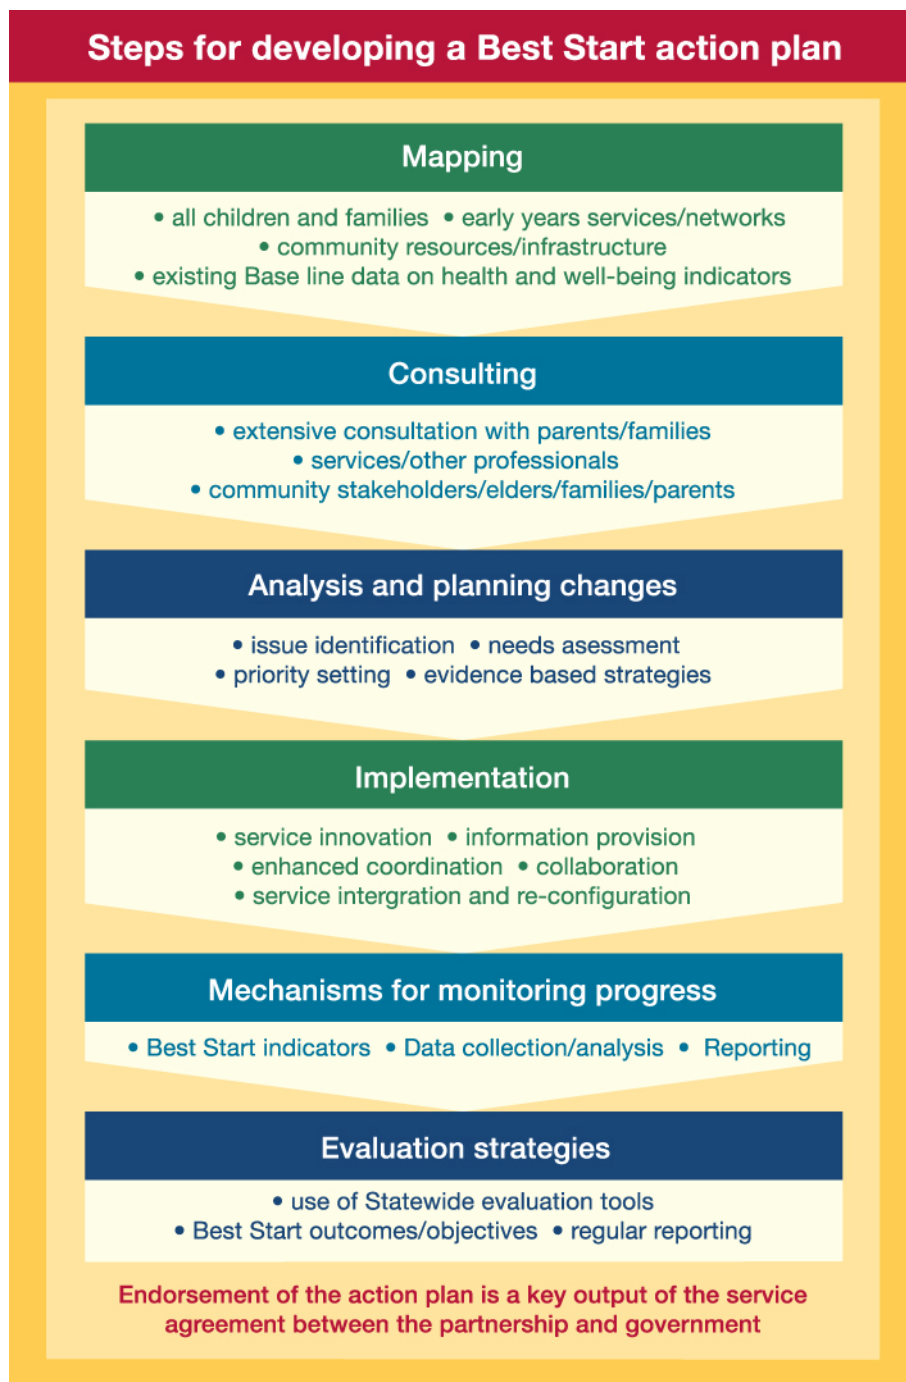 Steps for developing a Best Start action plan
Mapping
• all children and families • early years services/networks
• community resources/infrastructure
• existing Base line data on health and well-being indicators
Consulting
• extensive consultation with parents/families
• services/other professionals
• community stakeholders/elders/families/parents
Analysis and planning changes
• issue identification • needs asessment
• priority setting • evidence based strategies
Implementation
• service innovation • information provision
• enhanced coordination • collaboration
• service intergration and re-configuration
Mechanisms for monitoring progress
• Best Start indicators • Data collection/analysis • Reporting
Evaluation strategies
• use of Statewide evaluation tools
• Best Start outcomes/objectives • regular reporting
Endorsement of the action plan is a key output of the service
agreement between the partnership and government